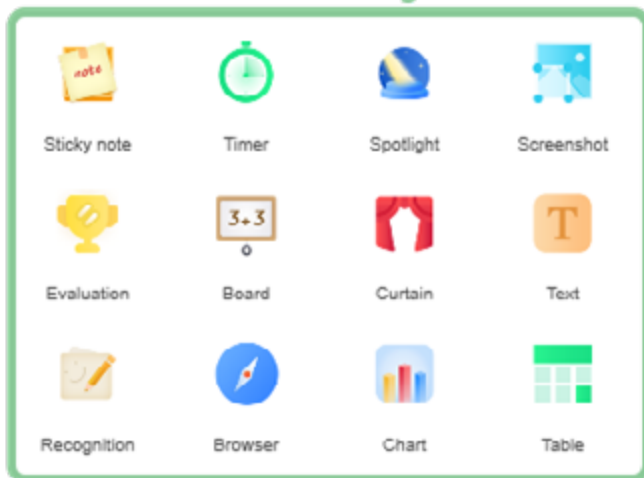 note
Sticky note Timer Spotlight Screenshot
3+3
T
Evaluation Board Curtain Text
Recognition Browser Chart Table